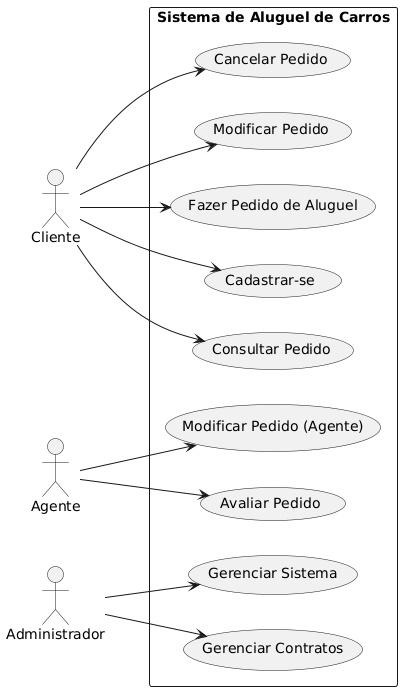 Sistema de Aluguel de Carros
Cancelar Pedido
Modificar Pedido
Fazer Pedido de Aluguel
Cliente
Cadastrar-se
Consultar Pedido
Modificar Pedido (Agente)
Agente
Avaliar Pedido
Gerenciar Sistema
Administrador
Gerenciar Contratos